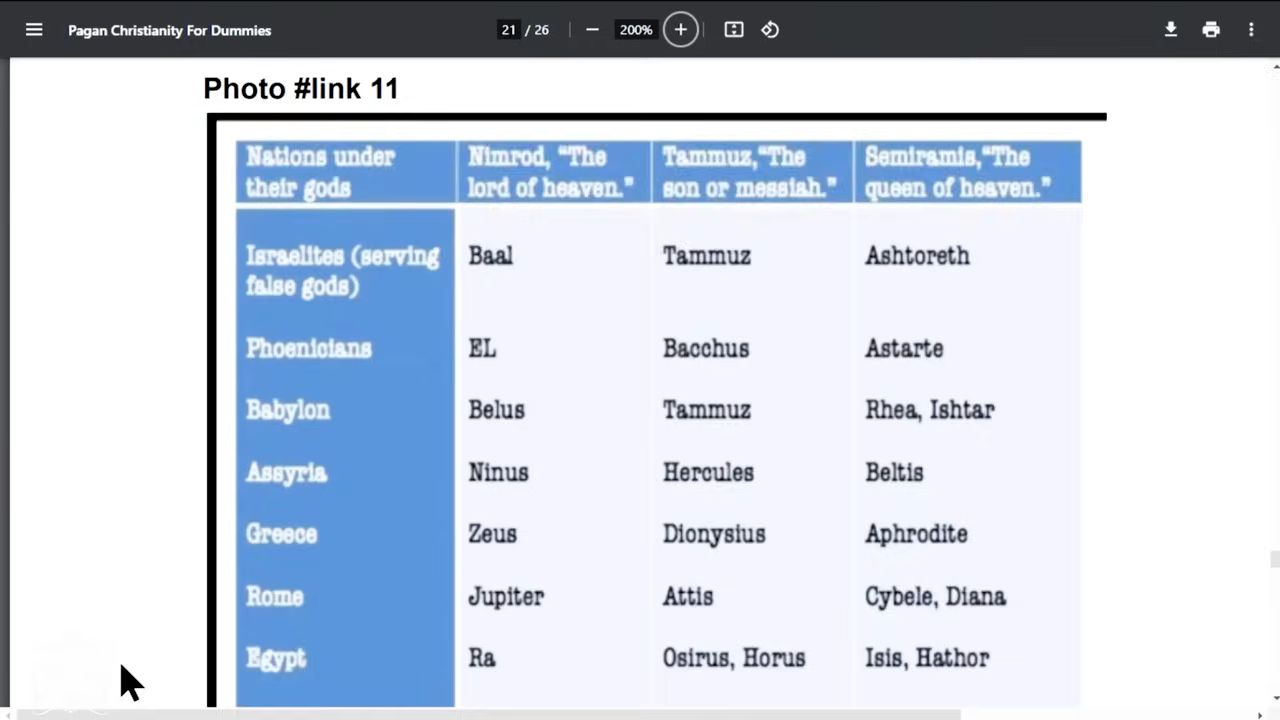 Pagan Christianity For Dummies
21 / 26
200%
Photo #link 11
Nations under their gods | Nimrod, “The lord of heaven.” | Tammuz,“The son or messiah.” | Semiramis,“The queen of heaven.”
Israelites (serving false gods) | Baal | Tammuz | Ashtoreth
Phoenicians | EL | Bacchus | Astarte
Babylon | Belus | Tammuz | Rhea, Ishtar
Assyria | Ninus | Hercules | Beltis
Greece | Zeus | Dionysius | Aphrodite
Rome | Jupiter | Attis | Cybele, Diana
Egypt | Ra | Osirus, Horus | Isis, Hathor